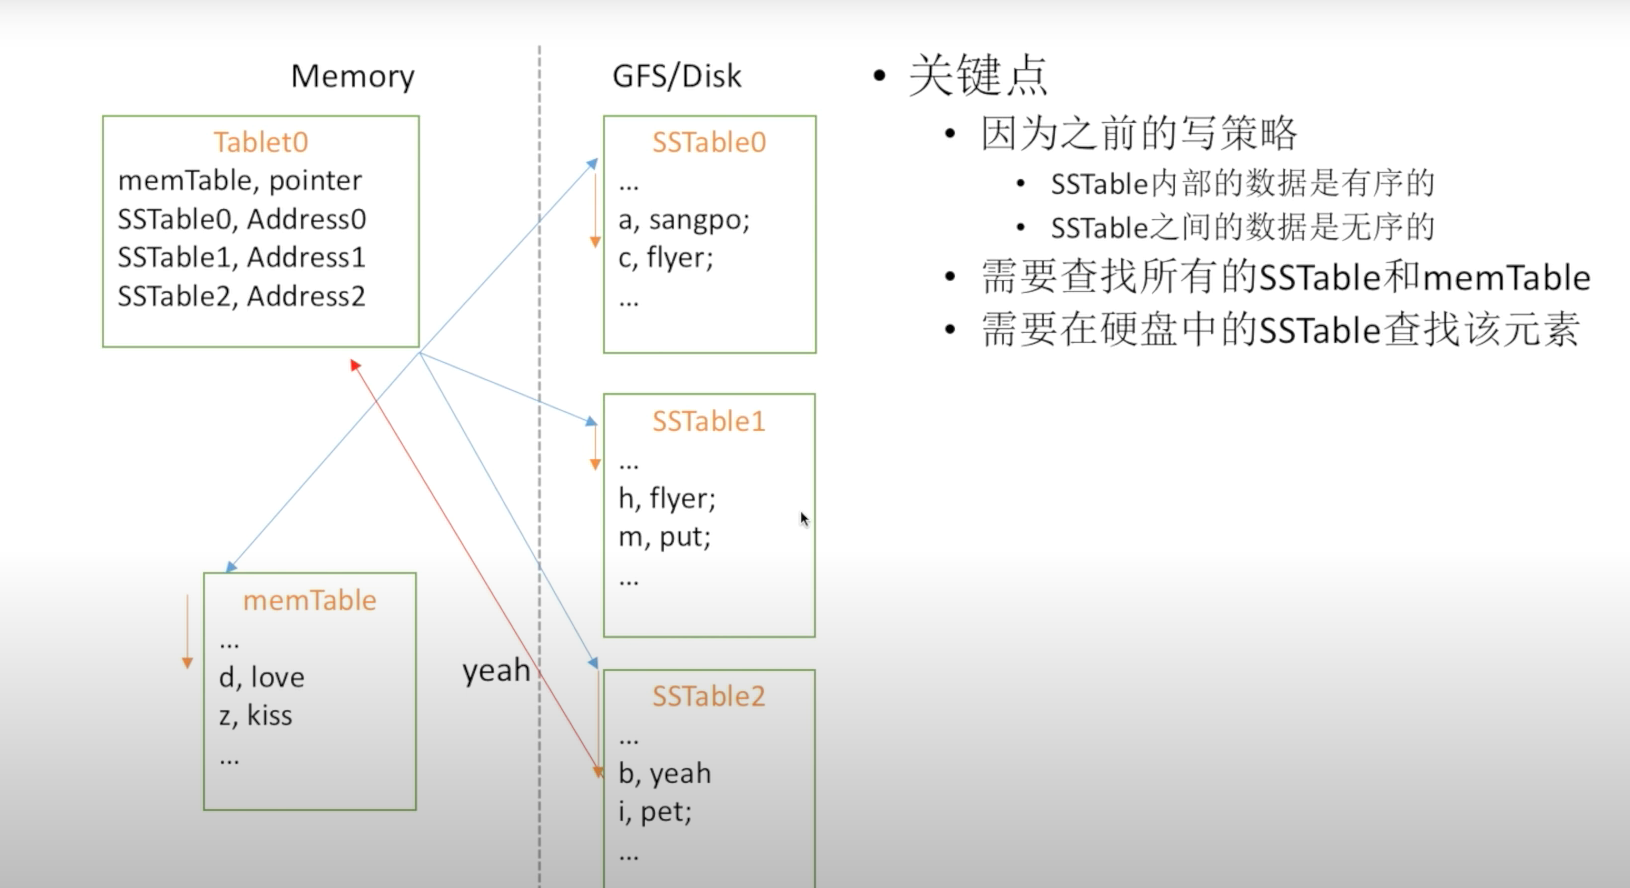 Memory
GFS/Disk
Tablet0
memTable, pointer
SSTable0, Address0
SSTable1, Address1
SSTable2, Address2
memTable
...
d, love
z, kiss
...
yeah
SSTable0
...
a, sangpo;
c, flyer;
...
SSTable1
...
h, flyer;
m, put;
...
SSTable2
...
b, yeah
i, pet;
...
• 关键点
• 因为之前的写策略
• SSTable内部的数据是有序的
• SSTable之间的数据是无序的
• 需要查找所有的SSTable和memTable
• 需要在硬盘中的SSTable查找该元素